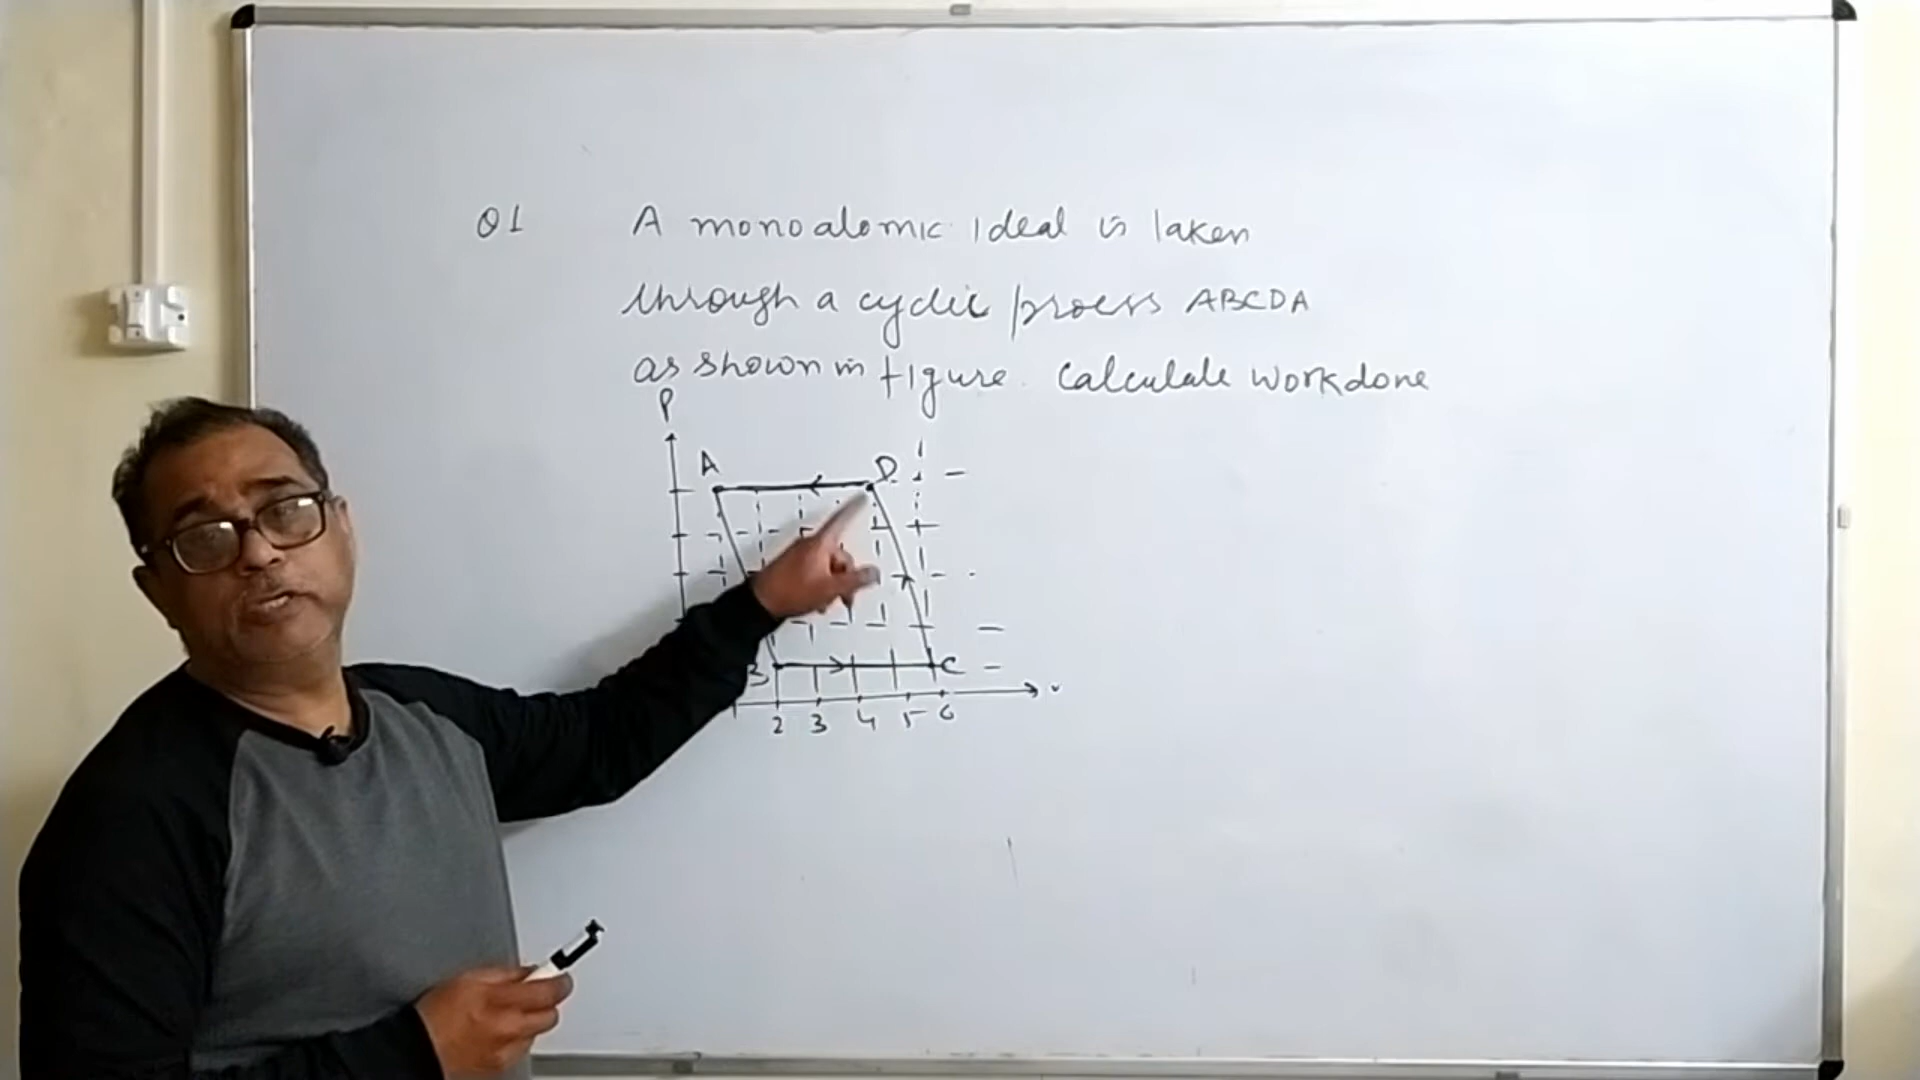 Q1 A monoatomic ideal is taken
through a cyclic process ABCDA
as shown in figure. Calculate workdone
P
A D
B C
v
2 3 4 5 6